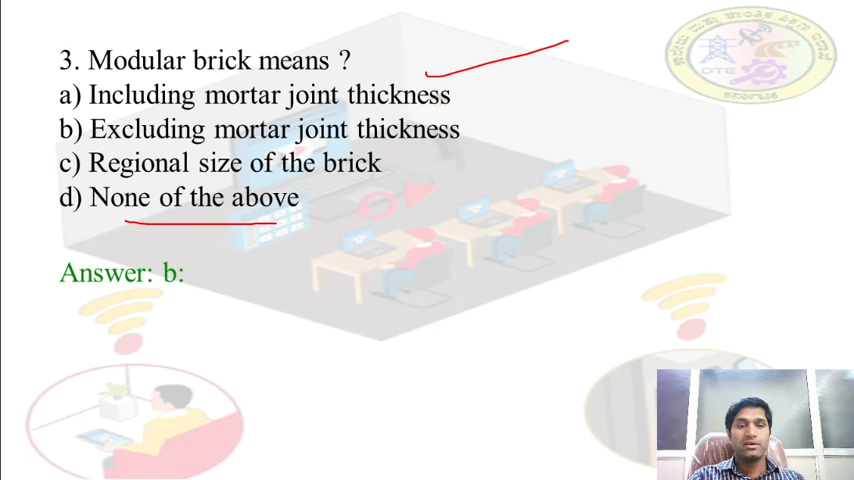 3. Modular brick means ?
a) Including mortar joint thickness
b) Excluding mortar joint thickness
c) Regional size of the brick
d) None of the above
Answer: b:
DTE